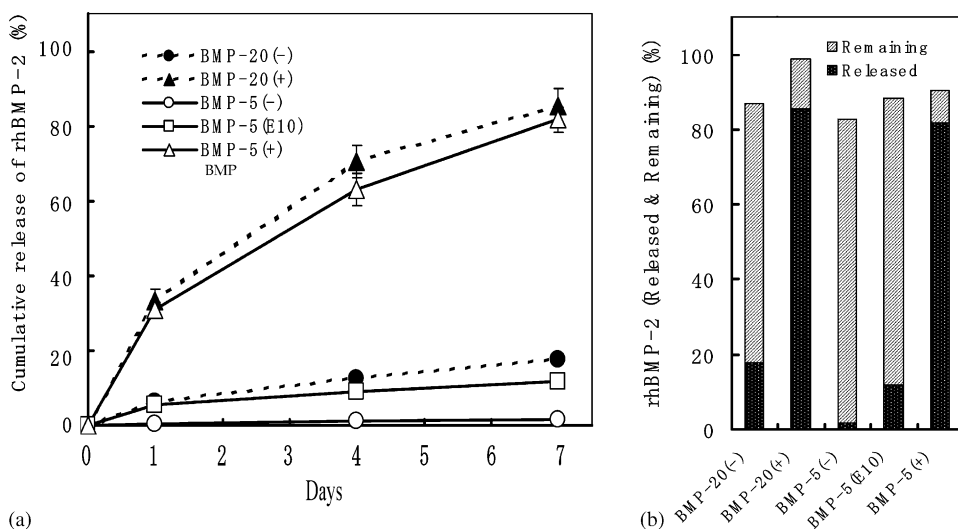 Cumulative release of rhBMP-2 (%)
100
80
60
40
20
0
BMP-20(-)
BMP-20(+)
BMP-5(-)
BMP-5(E10)
BMP-5(+)
BMP
0 1 2 3 4 5 6 7
Days
(a)
rhBMP-2 (Released & Remaining) (%)
100
80
60
40
20
0
Remaining
Released
BMP-20(-)
BMP-20(+)
BMP-5(-)
BMP-5(E10)
BMP-5(+)
(b)